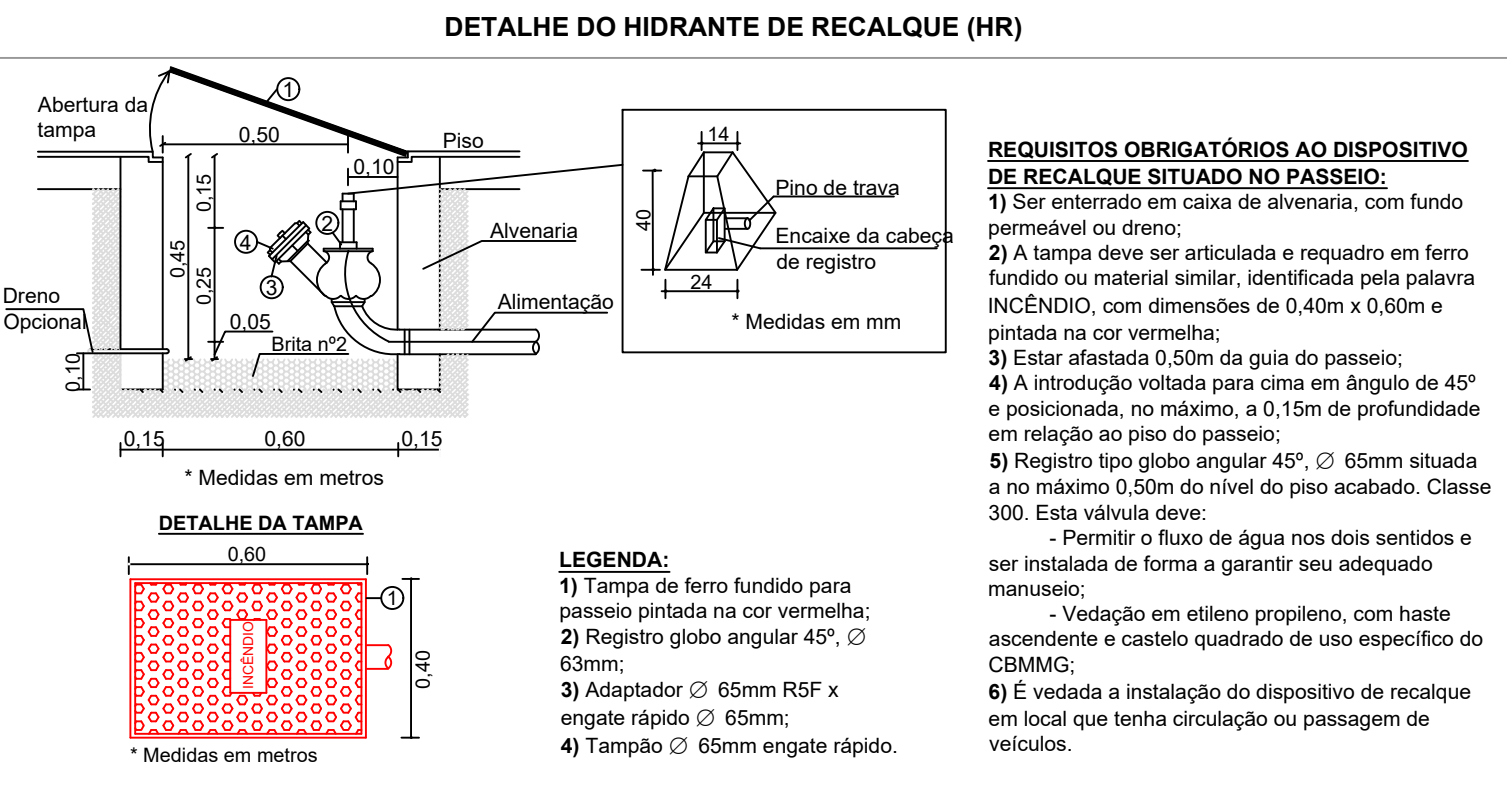 DETALHE DO HIDRANTE DE RECALQUE (HR)
Abertura da
tampa
1
0,50
Piso
0,10
0,15
0,45
0,25
2
4
3
Alvenaria
Alimentação
Dreno
Opcional
0,05
Brita nº2
0,10
0,15
0,60
0,15
* Medidas em metros
14
40
Pino de trava
Encaixe da cabeça
de registro
24
* Medidas em mm
DETALHE DA TAMPA
0,60
1
INCÊNDIO
0,40
* Medidas em metros
LEGENDA:
1) Tampa de ferro fundido para
passeio pintada na cor vermelha;
2) Registro globo angular 45º, ∅
63mm;
3) Adaptador ∅ 65mm R5F x
engate rápido ∅ 65mm;
4) Tampão ∅ 65mm engate rápido.
REQUISITOS OBRIGATÓRIOS AO DISPOSITIVO
DE RECALQUE SITUADO NO PASSEIO:
1) Ser enterrado em caixa de alvenaria, com fundo
permeável ou dreno;
2) A tampa deve ser articulada e requadro em ferro
fundido ou material similar, identificada pela palavra
INCÊNDIO, com dimensões de 0,40m x 0,60m e
pintada na cor vermelha;
3) Estar afastada 0,50m da guia do passeio;
4) A introdução voltada para cima em ângulo de 45º
e posicionada, no máximo, a 0,15m de profundidade
em relação ao piso do passeio;
5) Registro tipo globo angular 45º, ∅ 65mm situada
a no máximo 0,50m do nível do piso acabado. Classe
300. Esta válvula deve:
- Permitir o fluxo de água nos dois sentidos e
ser instalada de forma a garantir seu adequado
manuseio;
- Vedação em etileno propileno, com haste
ascendente e castelo quadrado de uso específico do
CBMMG;
6) É vedada a instalação do dispositivo de recalque
em local que tenha circulação ou passagem de
veículos.